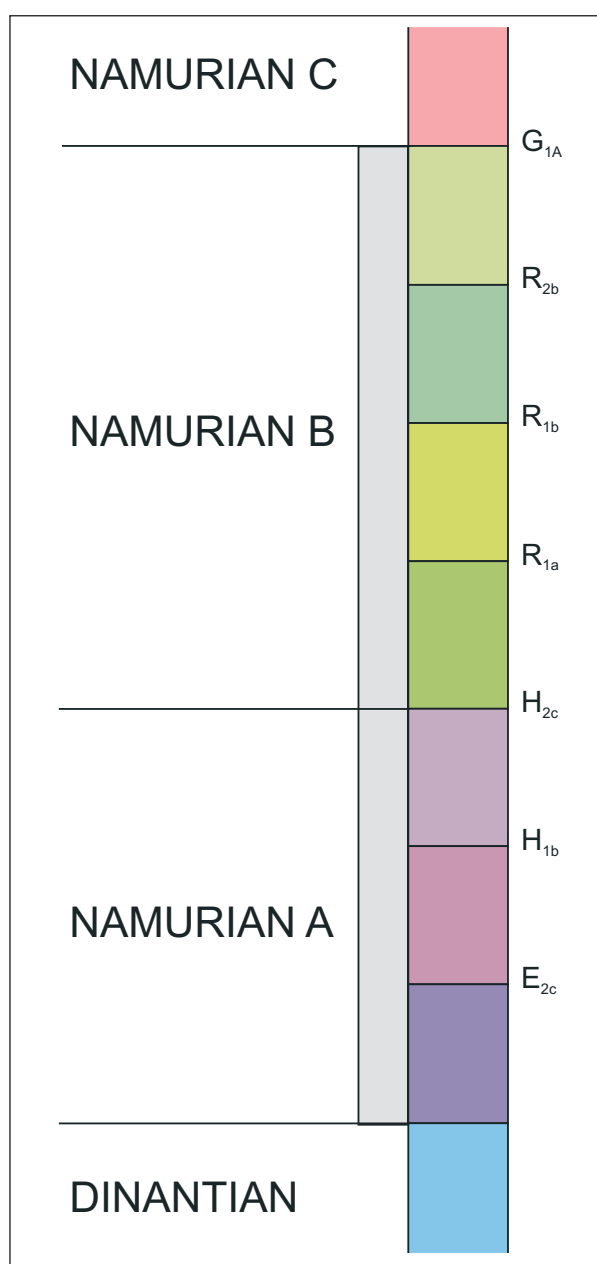 NAMURIAN C
G1A
R2b
NAMURIAN B
R1b
R1a
H2c
H1b
NAMURIAN A
E2c
DINANTIAN